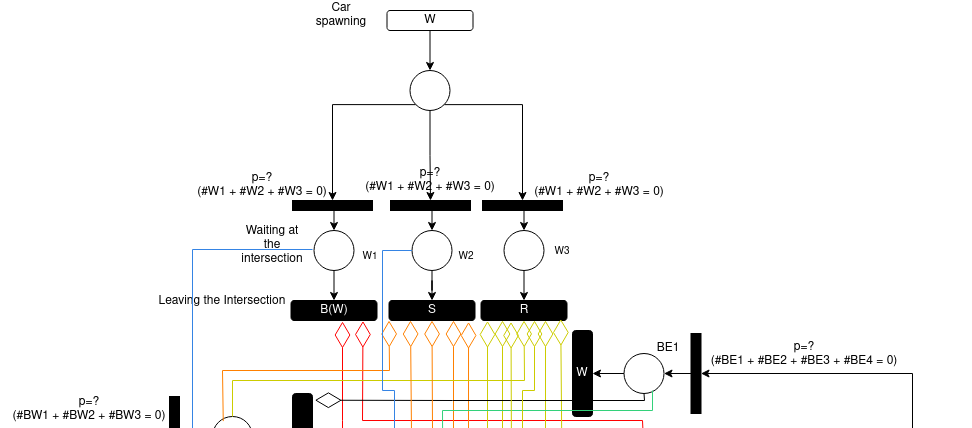 Car
spawning
W
p=?
(#W1 + #W2 + #W3 = 0)
p=?
(#W1 + #W2 + #W3 = 0)
p=?
(#W1 + #W2 + #W3 = 0)
Waiting at
the
intersection
W1
W2
W3
Leaving the Intersection
B(W)
S
R
W
BE1
p=?
(#BE1 + #BE2 + #BE3 + #BE4 = 0)
p=?
(#BW1 + #BW2 + #BW3 = 0)